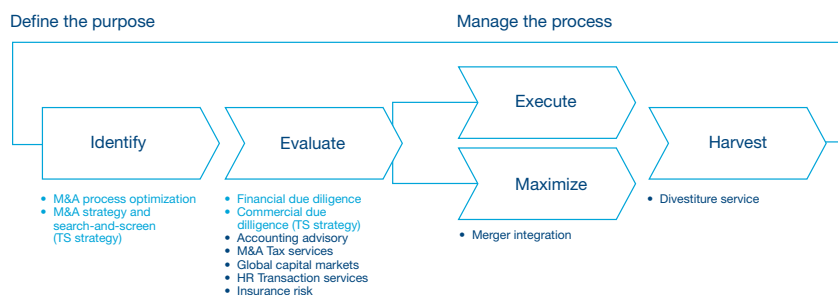 Define the purpose
Manage the process
Identify
Evaluate
Execute
Maximize
Harvest
• M&A process optimization
• M&A strategy and
search-and-screen
(TS strategy)
• Financial due diligence
• Commercial due
dilligence (TS strategy)
• Accounting advisory
• M&A Tax services
• Global capital markets
• HR Transaction services
• Insurance risk
• Merger integration
• Divestiture service